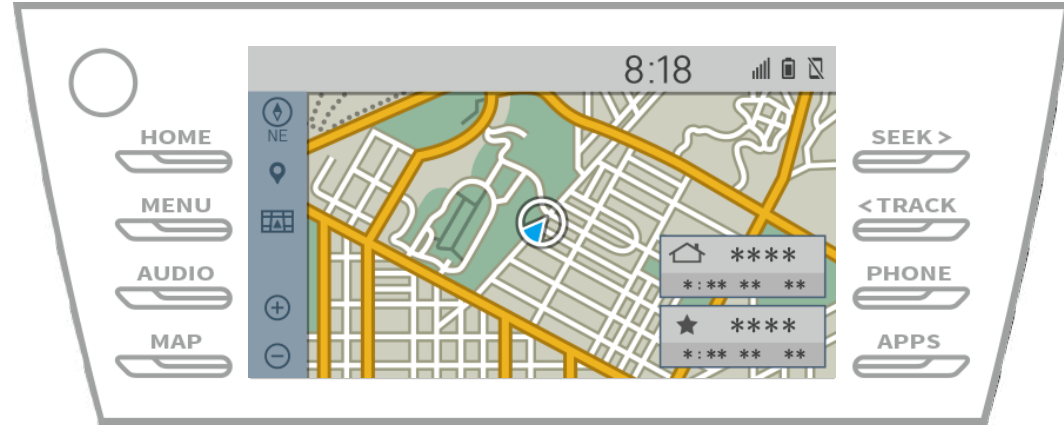 8:18
HOME
MENU
AUDIO
MAP
NE
****
*:** ** **
****
*:** ** **
SEEK >
< TRACK
PHONE
APPS